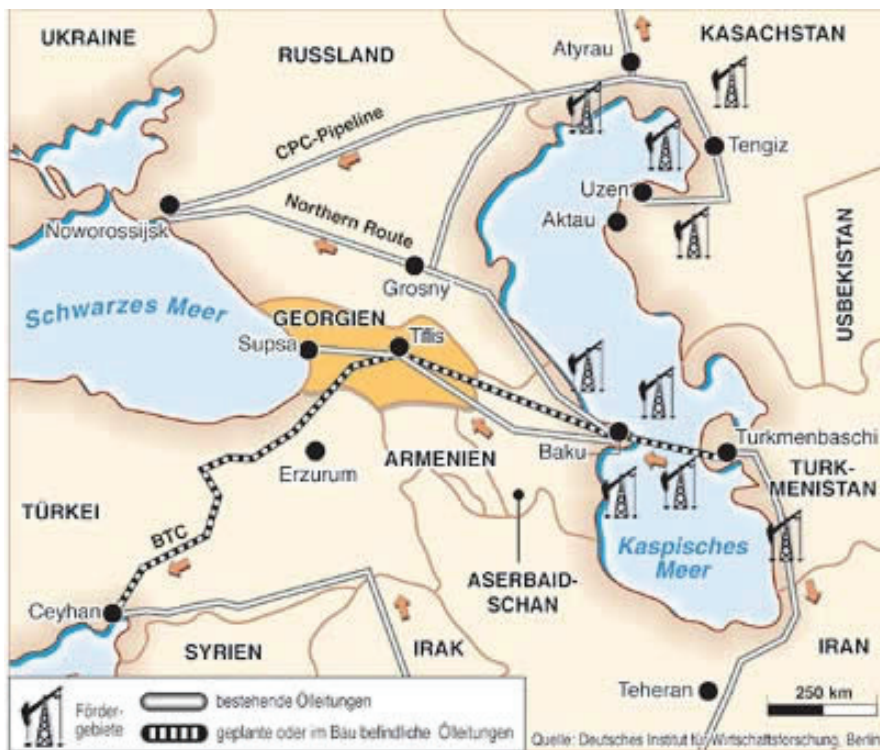 UKRAINE
RUSSLAND
KASACHSTAN
Atyrau
CPC-Pipeline
Tengiz
Uzen
Aktau
Noworossijsk
Northern Route
Grosny
USBEKISTAN
Schwarzes Meer
GEORGIEN
Supsa
Tiflis
Baku
Turkmenbaschi
TURK-
MENISTAN
Erzurum
ARMENIEN
TÜRKEI
BTC
Kaspisches
Meer
ASERBAID-
SCHAN
Ceyhan
SYRIEN
IRAK
IRAN
Teheran
250 km
Förder-
gebiete
bestehende Ölleitungen
geplante oder im Bau befindliche Ölleitungen
Quelle: Deutsches Institut für Wirtschaftsforschung, Berlin